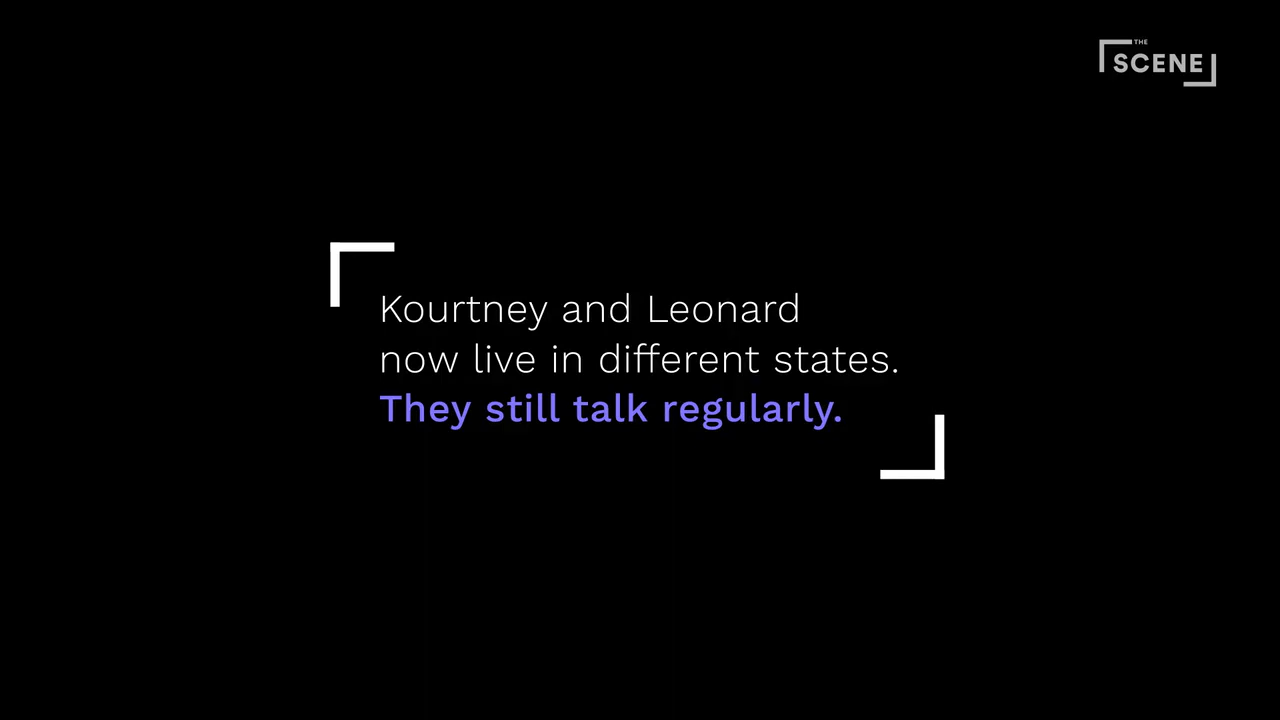 THE
SCENE
Kourtney and Leonard
now live in different states.
They still talk regularly.